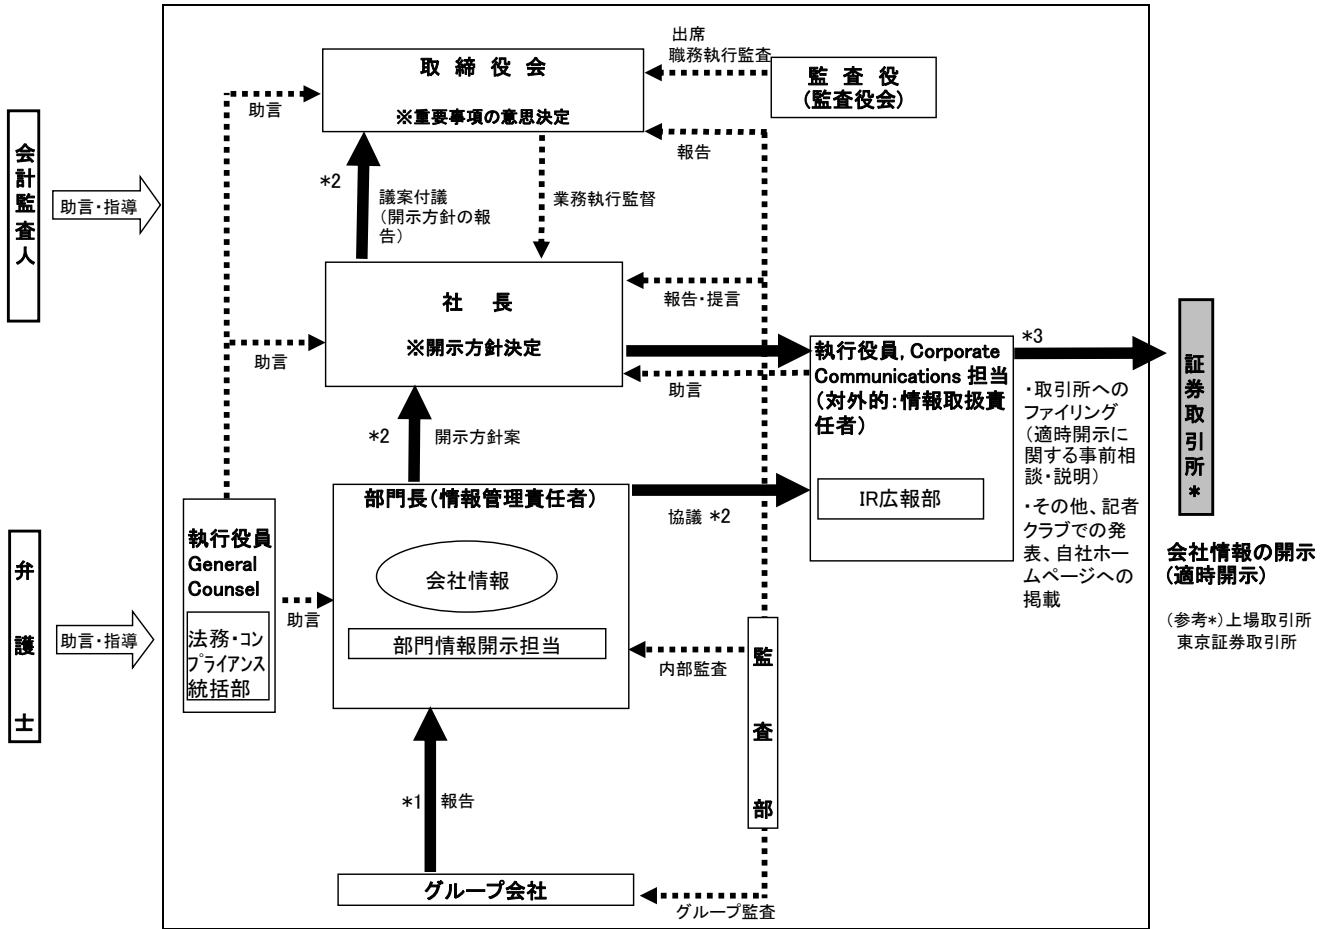 会計監査人
助言・指導
弁護士
助言・指導
取締役会
※重要事項の意思決定
出席
職務執行監査
監査役
(監査役会)
助言
報告
*2
議案付議
(開示方針の報
告)
業務執行監督
社長
※開示方針決定
報告・提言
助言
助言
執行役員, Corporate
Communications 担当
(対外的:情報取扱責
任者)
IR広報部
*3
・取引所への
ファイリング
(適時開示に
関する事前相
談・説明)
・その他、記者
クラブでの発
表、自社ホー
ムページへの
掲載
証券取引所*
会社情報の開示
(適時開示)
(参考*)上場取引所
東京証券取引所
*2
開示方針案
部門長(情報管理責任者)
会社情報
部門情報開示担当
協議 *2
執行役員
General
Counsel
法務・コン
プライアンス
統括部
助言
内部監査
監査部
*1
報告
グループ会社
グループ監査